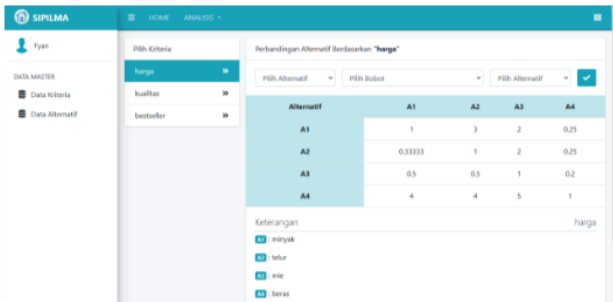 SIPILMA
HOME ANALISIS
Fyan
DATA MASTER
Data Kriteria
Data Alternatif
Pilih Kriteria
harga
kualitas
bestseller
Perbandingan Alternatif Berdasarkan "harga"
Pilih Alternatif Pilih Bobot Pilih Alternatif
Alternatif A1 A2 A3 A4
A1 1 3 2 0.25
A2 0.33333 1 2 0.25
A3 0.5 0.5 1 0.2
A4 4 4 5 1
Keterangan harga
A1 : minyak
A2 : telur
A3 : mie
A4 : beras